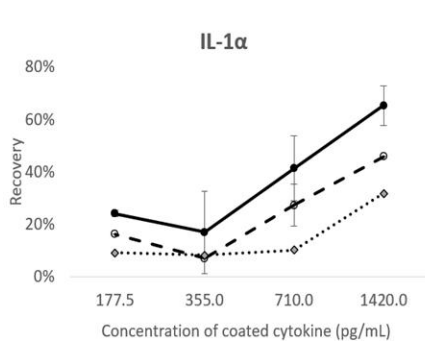 IL-1α
80%
60%
40%
20%
0%
Recovery
177.5 355.0 710.0 1420.0
Concentration of coated cytokine (pg/mL)